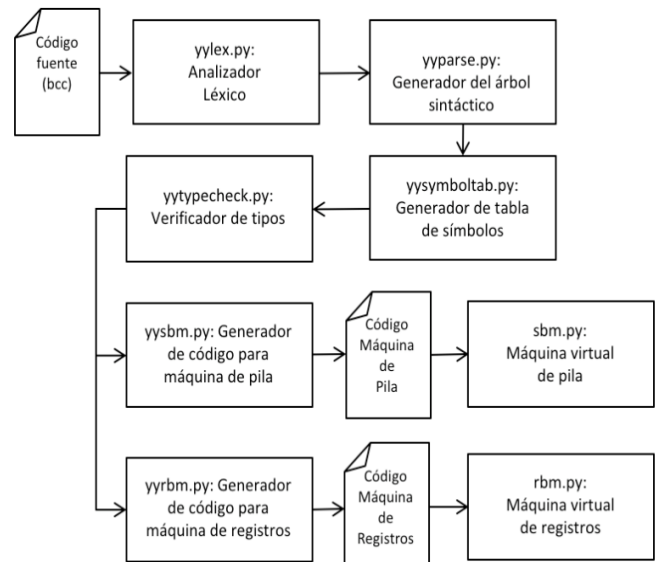 Código
fuente
(bcc)
yylex.py:
Analizador
Léxico
yyparse.py:
Generador del árbol
sintáctico
yytypecheck.py:
Verificador de tipos
yysymboltab.py:
Generador de tabla
de símbolos
yysbm.py: Generador
de código para
máquina de pila
Código
Máquina
de
Pila
sbm.py:
Máquina virtual
de pila
yyrbm.py: Generador
de código para
máquina de registros
Código
Máquina
de
Registros
rbm.py:
Máquina virtual
de registros